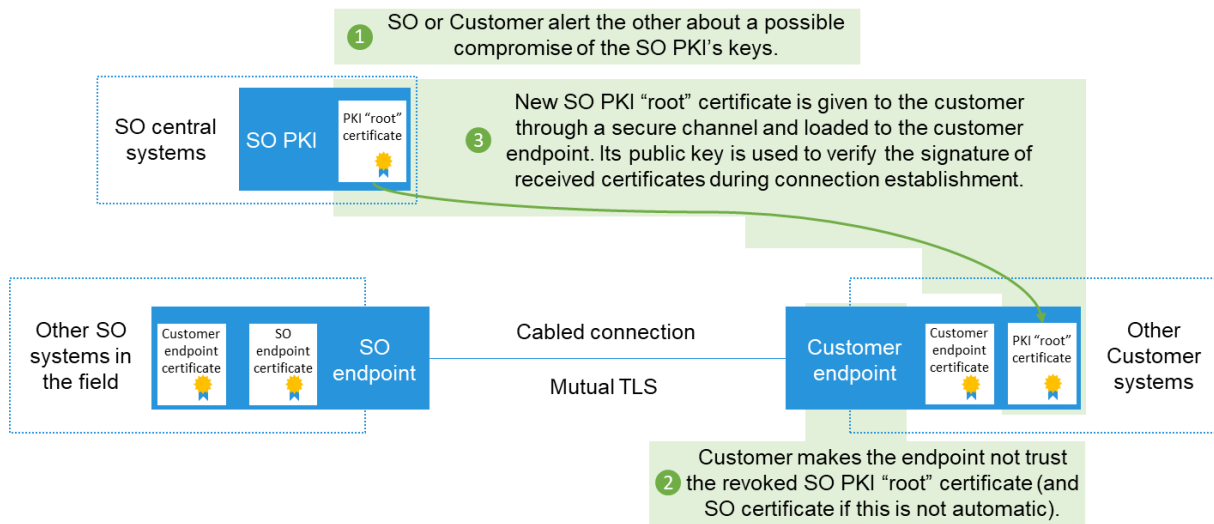 1
SO or Customer alert the other about a possible
compromise of the SO PKI’s keys.
SO central
systems
SO PKI
PKI “root”
certificate
3
New SO PKI “root” certificate is given to the customer
through a secure channel and loaded to the customer
endpoint. Its public key is used to verify the signature of
received certificates during connection establishment.
Other SO
systems in
the field
Customer
endpoint
certificate
SO
endpoint
certificate
SO
endpoint
Cabled connection
Mutual TLS
Customer
endpoint
Customer
endpoint
certificate
PKI “root”
certificate
Other
Customer
systems
2
Customer makes the endpoint not trust
the revoked SO PKI “root” certificate (and
SO certificate if this is not automatic).